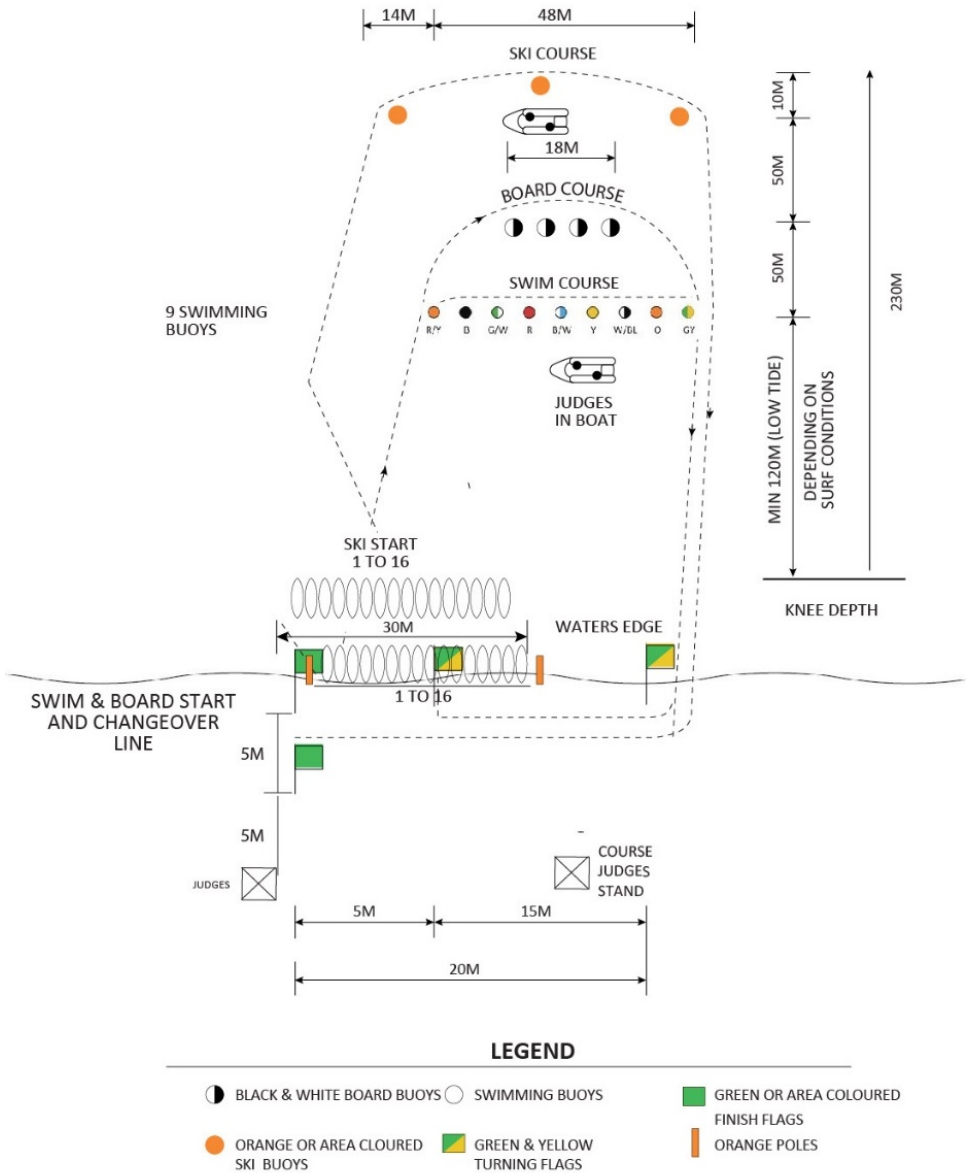 14M
48M
SKI COURSE
10M
18M
50M
BOARD COURSE
50M
230M
SWIM COURSE
9 SWIMMING
BUOYS
R/Y B G/W R B/W Y W/BL O GY
JUDGES
IN BOAT
MIN 120M (LOW TIDE)
DEPENDING ON
SURF CONDITIONS
SKI START
1 TO 16
KNEE DEPTH
30M
WATERS EDGE
1 TO 16
SWIM & BOARD START
AND CHANGEOVER
LINE
5M
5M
JUDGES
COURSE
JUDGES
STAND
5M
15M
20M
LEGEND
BLACK & WHITE BOARD BUOYS
SWIMMING BUOYS
GREEN OR AREA COLOURED
FINISH FLAGS
ORANGE OR AREA CLOURED
SKI BUOYS
GREEN & YELLOW
TURNING FLAGS
ORANGE POLES